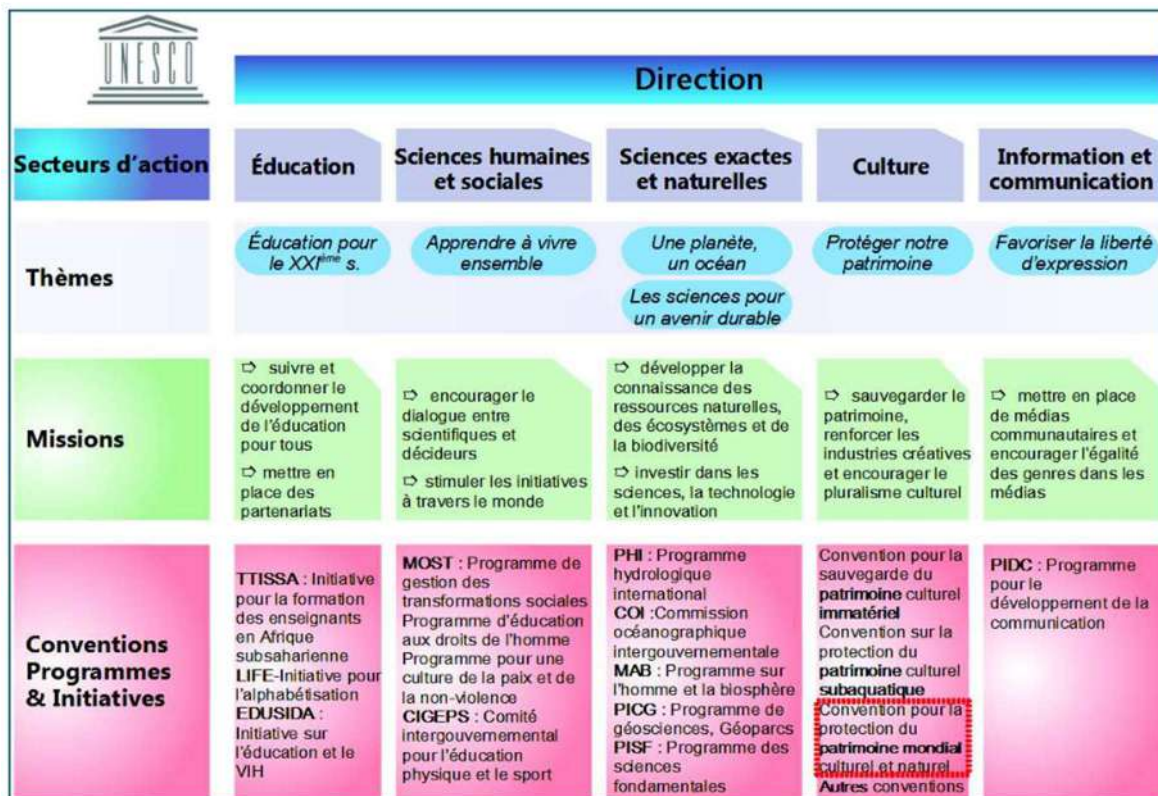 UNESCO
Direction
Secteurs d'action
Éducation
Sciences humaines
et sociales
Sciences exactes
et naturelles
Culture
Information et
communication
Thèmes
Éducation pour
le XXIème s.
Apprendre à vivre
ensemble
Une planète,
un océan
Les sciences pour
un avenir durable
Protéger notre
patrimoine
Favoriser la liberté
d'expression
Missions
⇨ suivre et
coordonner le
développement
de l'éducation
pour tous
⇨ mettre en
place des
partenariats
⇨ encourager le
dialogue entre
scientifiques et
décideurs
⇨ stimuler les initiatives
à travers le monde
⇨ développer la
connaissance des
ressources naturelles,
des écosystèmes et de
la biodiversité
⇨ investir dans les
sciences, la technologie
et l'innovation
⇨ sauvegarder le
patrimoine,
renforcer les
industries créatives
et encourager le
pluralisme culturel
⇨ mettre en place
de médias
communautaires et
encourager l'égalité
des genres dans les
médias
Conventions
Programmes
& Initiatives
TTISSA : Initiative
pour la formation
des enseignants
en Afrique
subsaharienne
LIFE-Initiative pour
l'alphabétisation
EDUSIDA :
Initiative sur
l'éducation et le
VIH
MOST : Programme de
gestion des
transformations sociales
Programme d'éducation
aux droits de l'homme
Programme pour une
culture de la paix et de
la non-violence
CIGEPS : Comité
intergouvernemental
pour l'éducation
physique et le sport
PHI : Programme
hydrologique
international
COI :Commission
océanographique
intergouvernementale
MAB : Programme sur
l'homme et la biosphère
PICG : Programme de
géosciences, Géoparcs
PISF : Programme des
sciences
fondamentales
Convention pour la
sauvegarde du
patrimoine culturel
immatériel
Convention sur la
protection du
patrimoine culturel
subaquatique
Convention pour la
protection du
patrimoine mondial
culturel et naturel
Autres conventions
PIDC : Programme
pour le
développement de la
communication